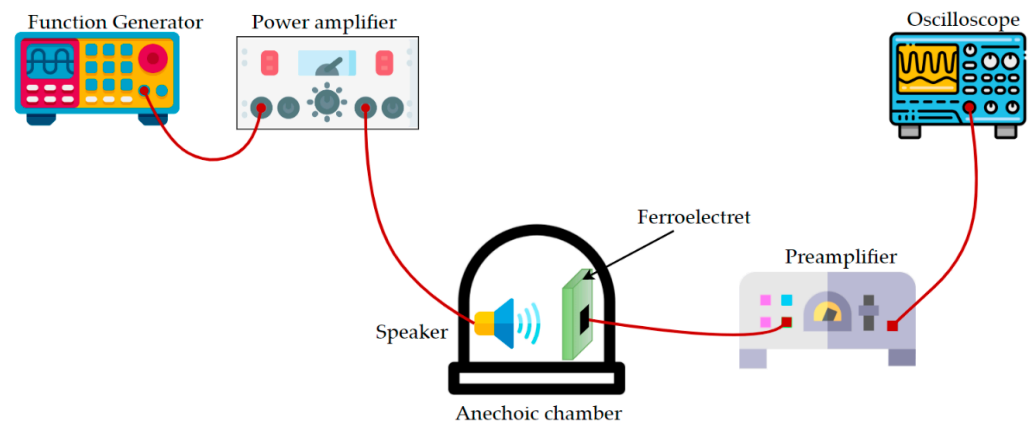 Function Generator
Power amplifier
Oscilloscope
Ferroelectret
Preamplifier
Speaker
Anechoic chamber